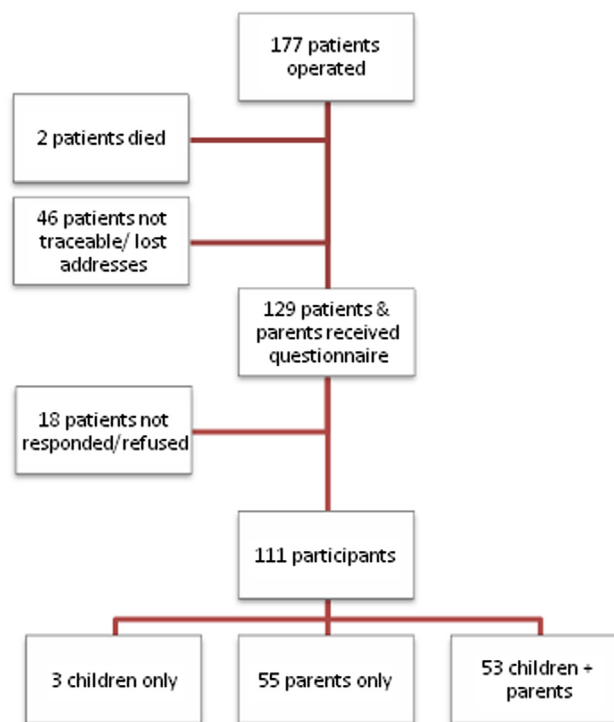 177 patients
operated
2 patients died
46 patients not
traceable/ lost
addresses
129 patients &
parents received
questionnaire
18 patients not
responded/refused
111 participants
3 children only
55 parents only
53 children +
parents